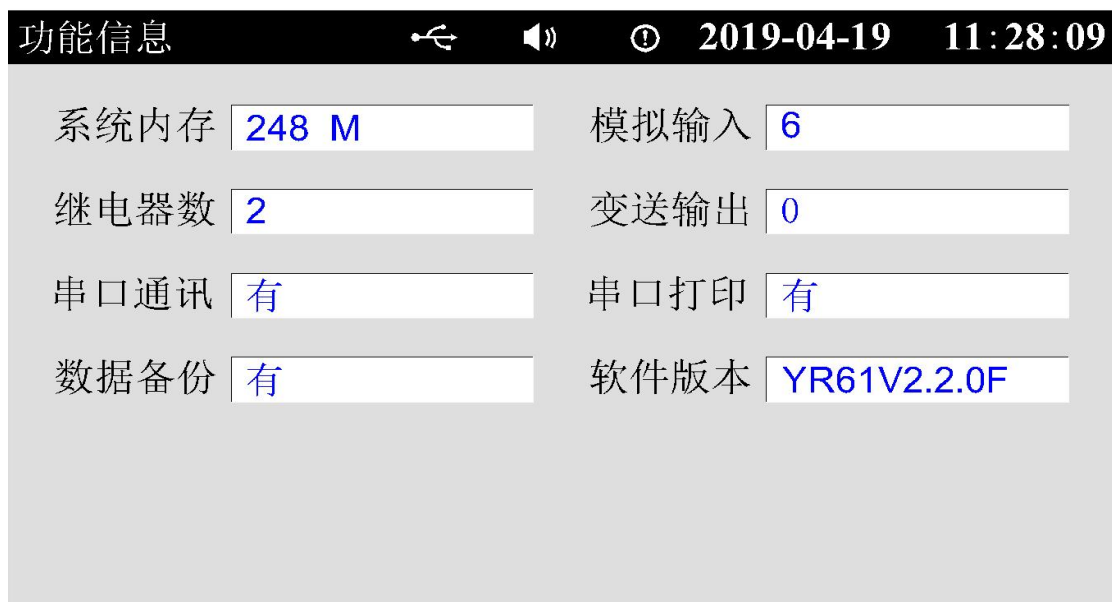 功能信息 2019-04-19 11:28:09
系统内存 248 M 模拟输入 6
继电器数 2 变送输出 0
串口通讯 有 串口打印 有
数据备份 有 软件版本 YR61V2.2.0F